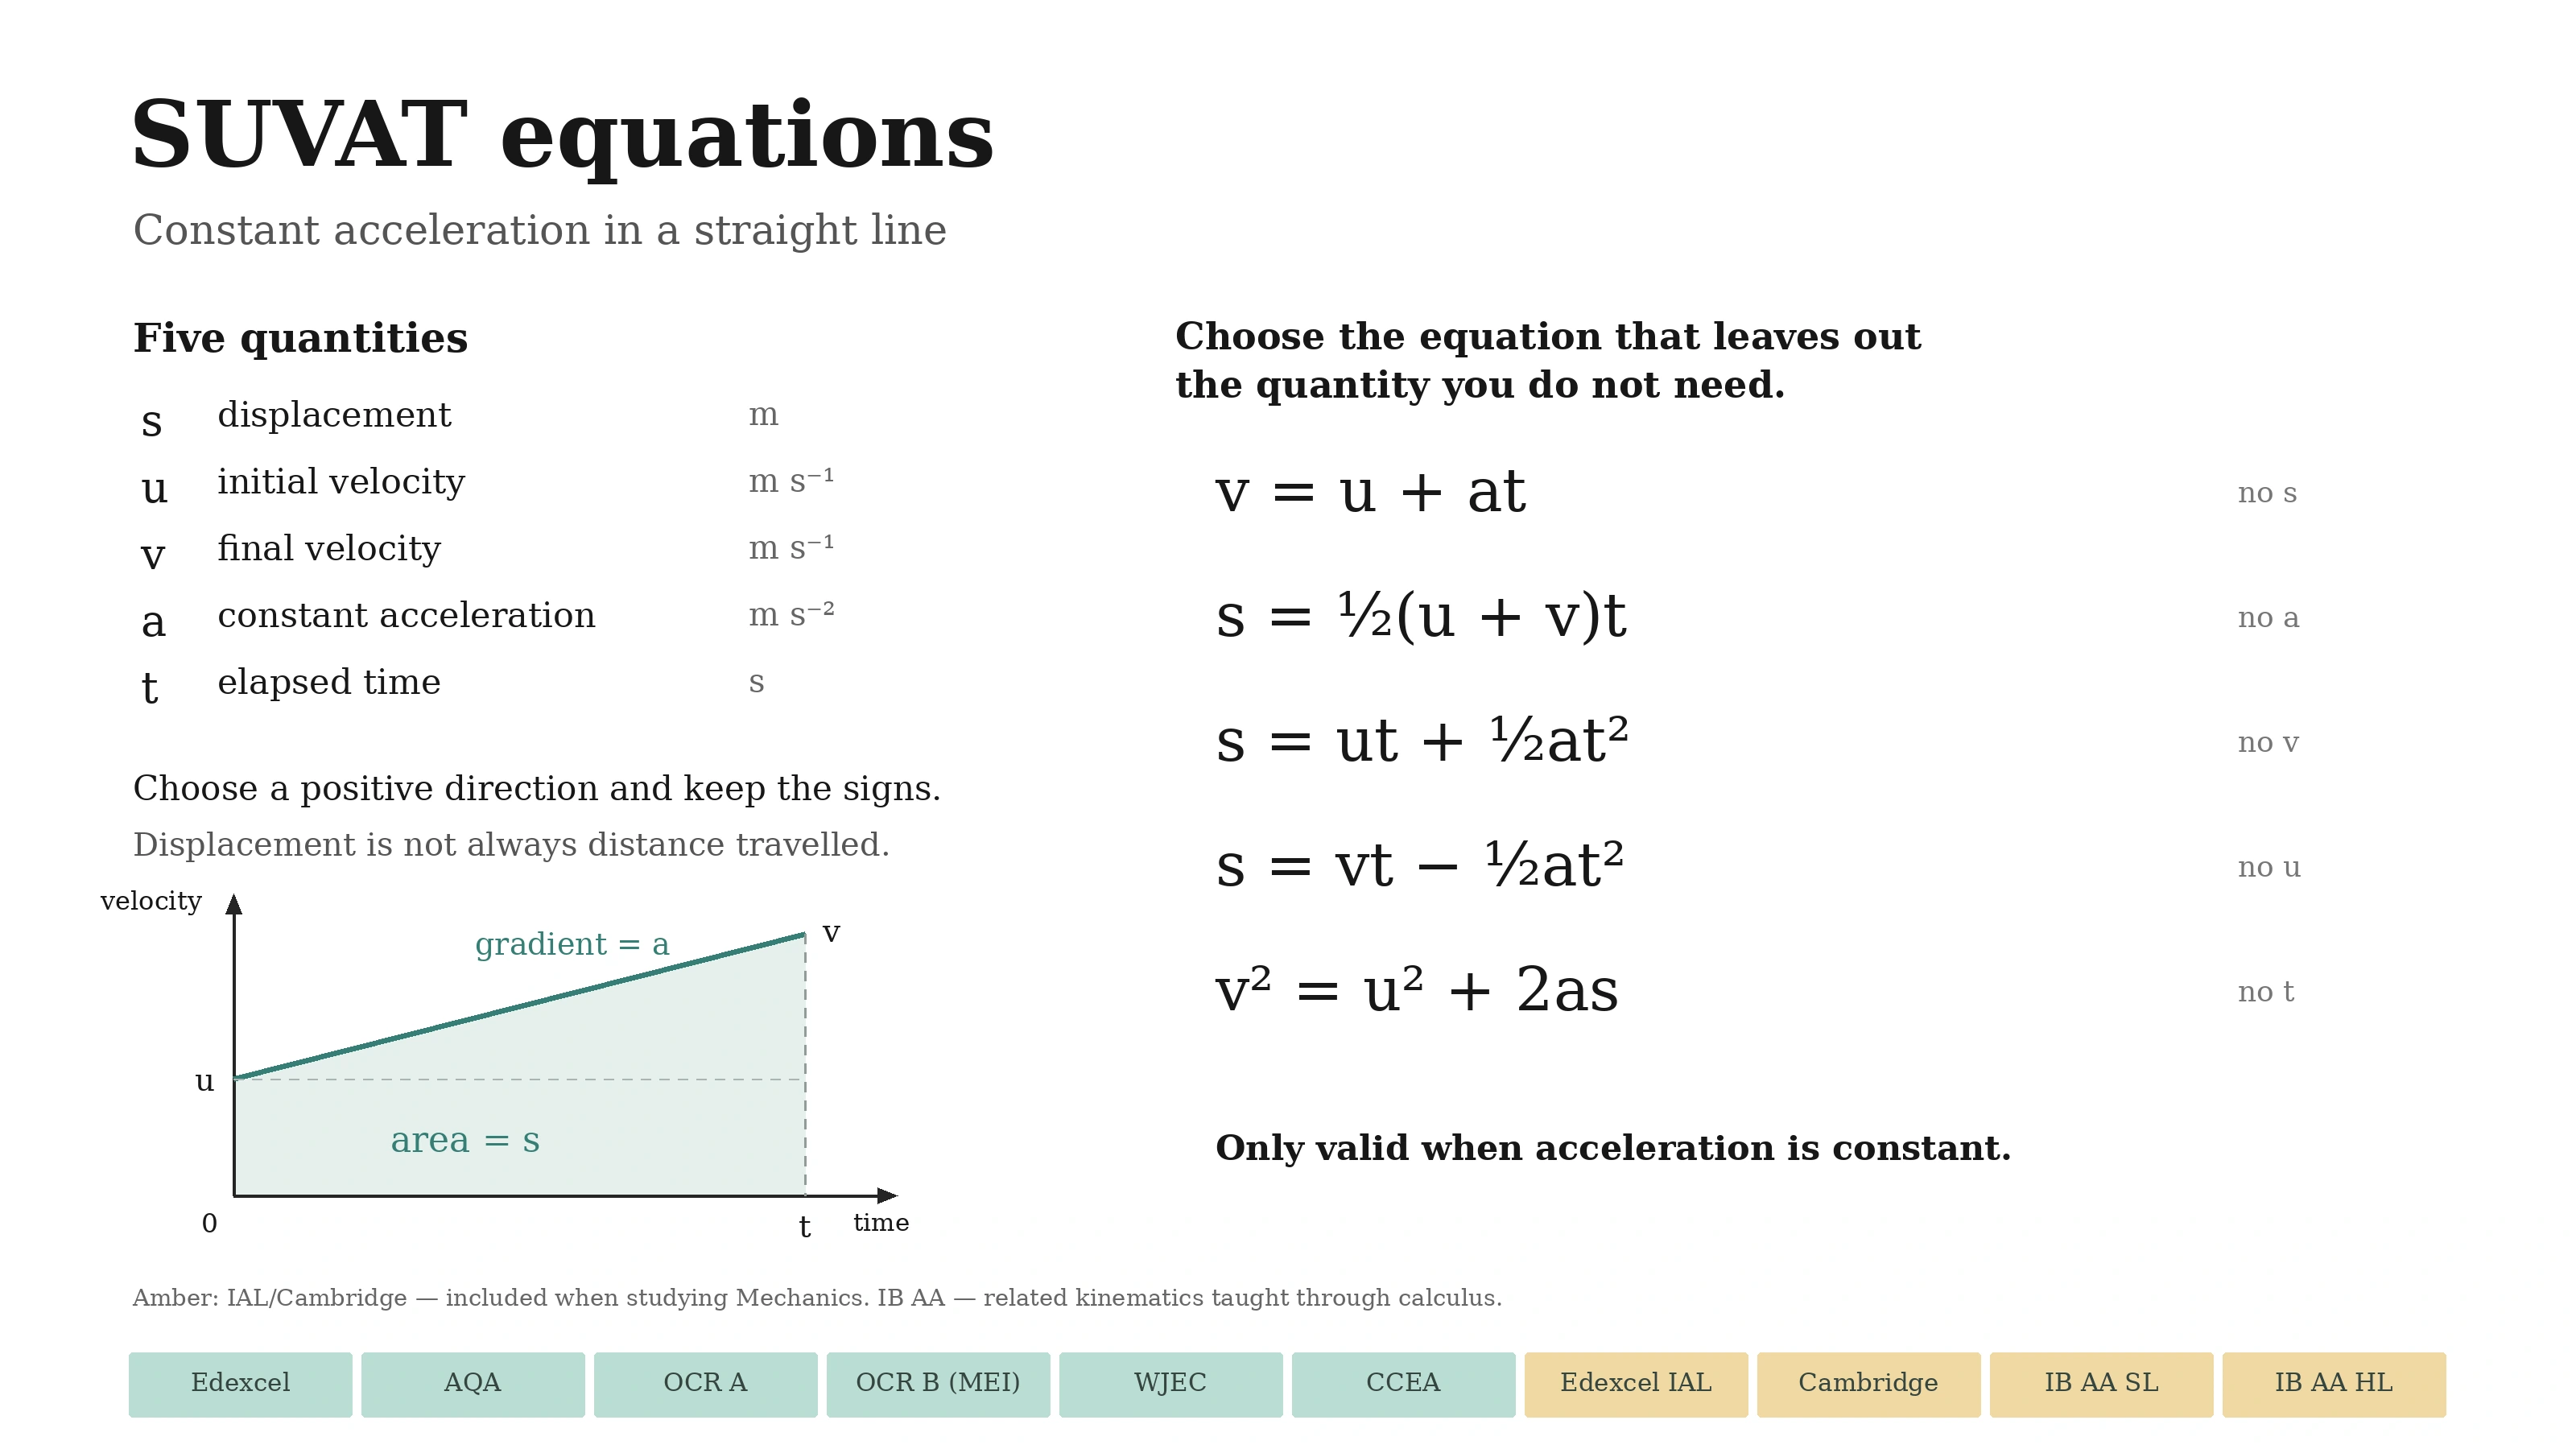 SUVAT equations
Constant acceleration in a straight line
Five quantities
s displacement m
u initial velocity m s⁻¹
v final velocity m s⁻¹
a constant acceleration m s⁻²
t elapsed time s
Choose a positive direction and keep the signs.
Displacement is not always distance travelled.
velocity
gradient = a
v
u
area = s
0
t
time
Choose the equation that leaves out
the quantity you do not need.
v = u + at no s
s = ½(u + v)t no a
s = ut + ½at² no v
s = vt − ½at² no u
v² = u² + 2as no t
Only valid when acceleration is constant.
Amber: IAL/Cambridge — included when studying Mechanics. IB AA — related kinematics taught through calculus.
Edexcel AQA OCR A OCR B (MEI) WJEC CCEA Edexcel IAL Cambridge IB AA SL IB AA HL